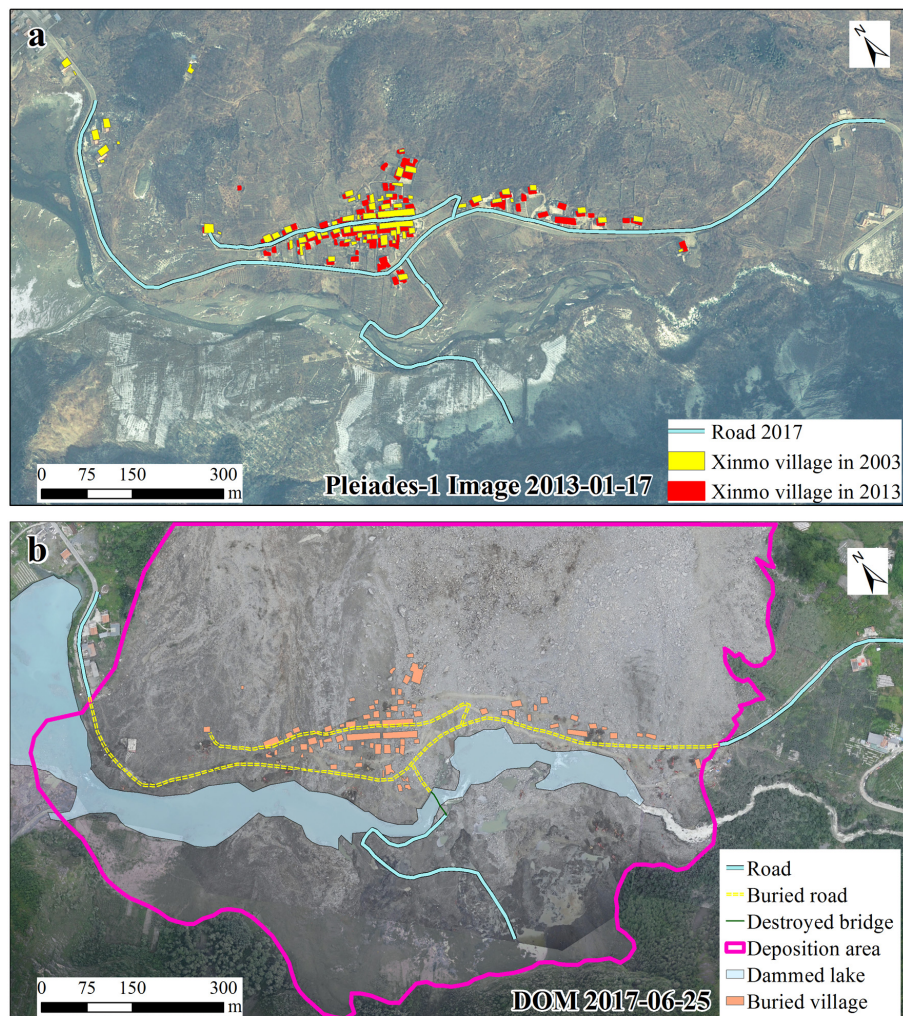 a
N
Road 2017
Xinmo village in 2003
Xinmo village in 2013
0 75 150 300
m
Pleiades-1 Image 2013-01-17
b
N
Road
Buried road
Destroyed bridge
Deposition area
Dammed lake
Buried village
0 75 150 300
m
DOM 2017-06-25